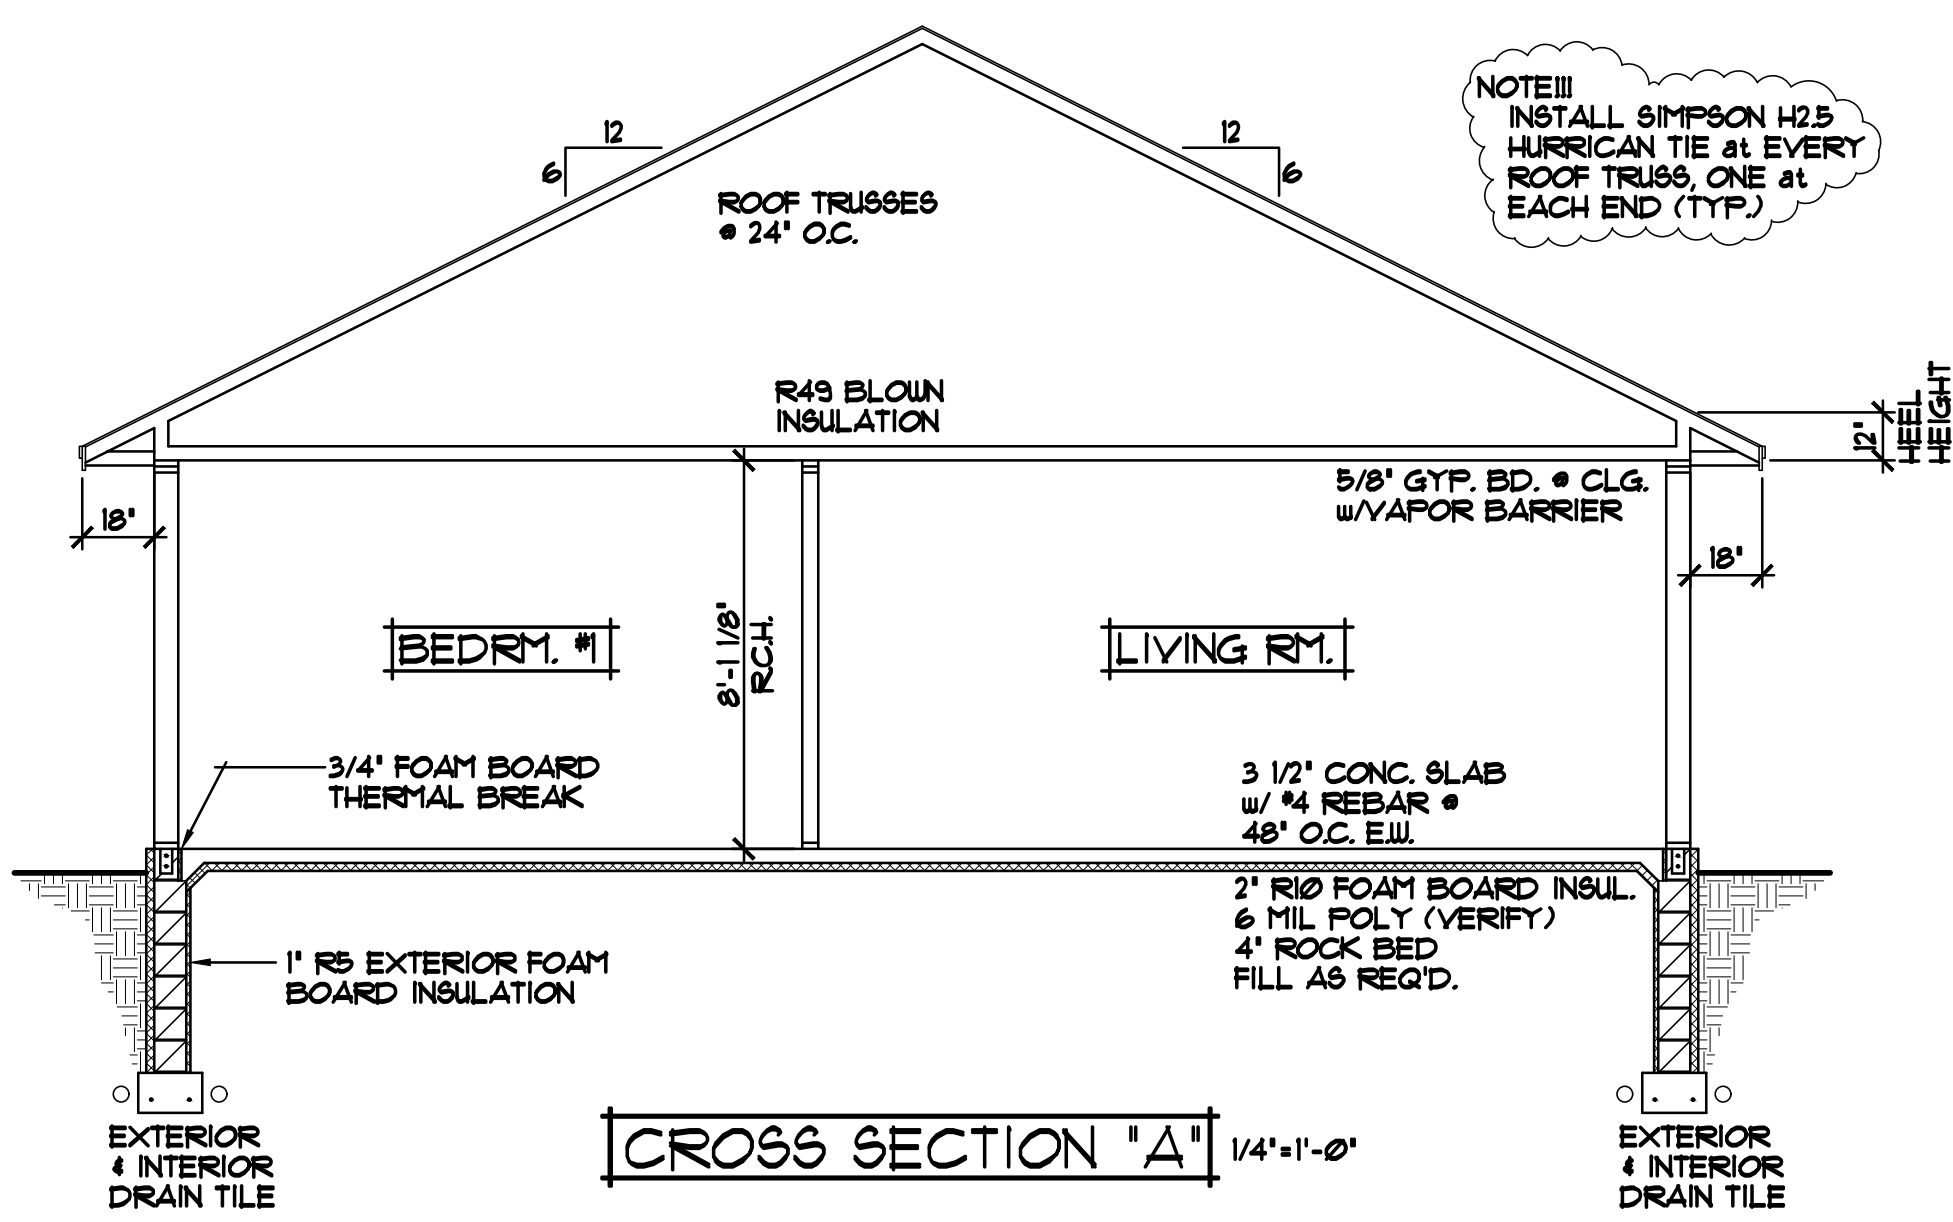 NOTE!!!
INSTALL SIMPSON H2.5
HURRICAN TIE at EVERY
ROOF TRUSS, ONE at
EACH END (TYP.)
12
6
12
6
ROOF TRUSSES
@ 24" O.C.
R49 BLOWN
INSULATION
12"
HEEL
HEIGHT
5/8" GYP. BD. @ CLG.
w/VAPOR BARRIER
18"
18"
BEDRM. #1
8'-1 1/8"
R.C.H.
LIVING RM.
3/4" FOAM BOARD
THERMAL BREAK
3 1/2" CONC. SLAB
w/ #4 REBAR @
48" O.C. E.W.
2" R1Ø FOAM BOARD INSUL.
6 MIL POLY (VERIFY)
4" ROCK BED
FILL AS REQ'D.
1" R5 EXTERIOR FOAM
BOARD INSULATION
EXTERIOR
& INTERIOR
DRAIN TILE
CROSS SECTION "A"
1/4"=1'-Ø"
EXTERIOR
& INTERIOR
DRAIN TILE